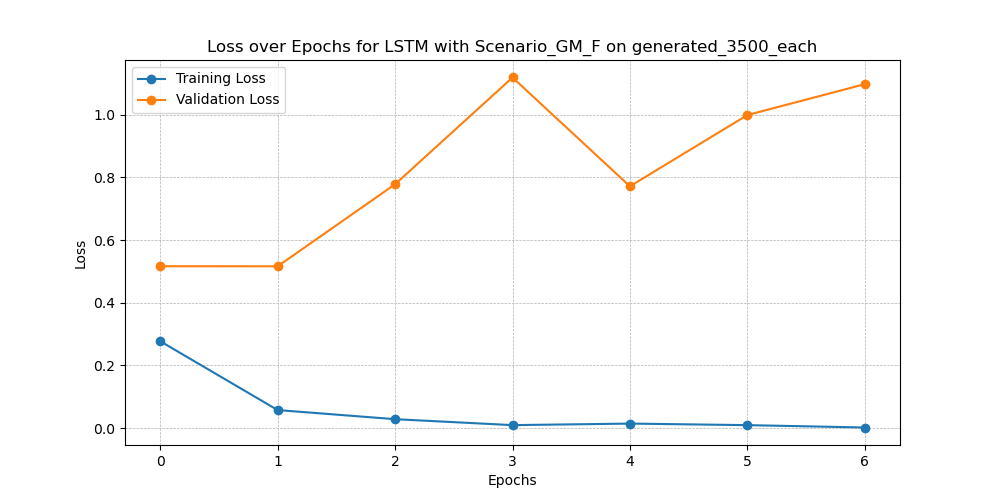 Loss over Epochs for LSTM with Scenario_GM_F on generated_3500_each
Training Loss
Validation Loss
1.0
0.8
0.6
0.4
0.2
0.0
Loss
0 1 2 3 4 5 6
Epochs